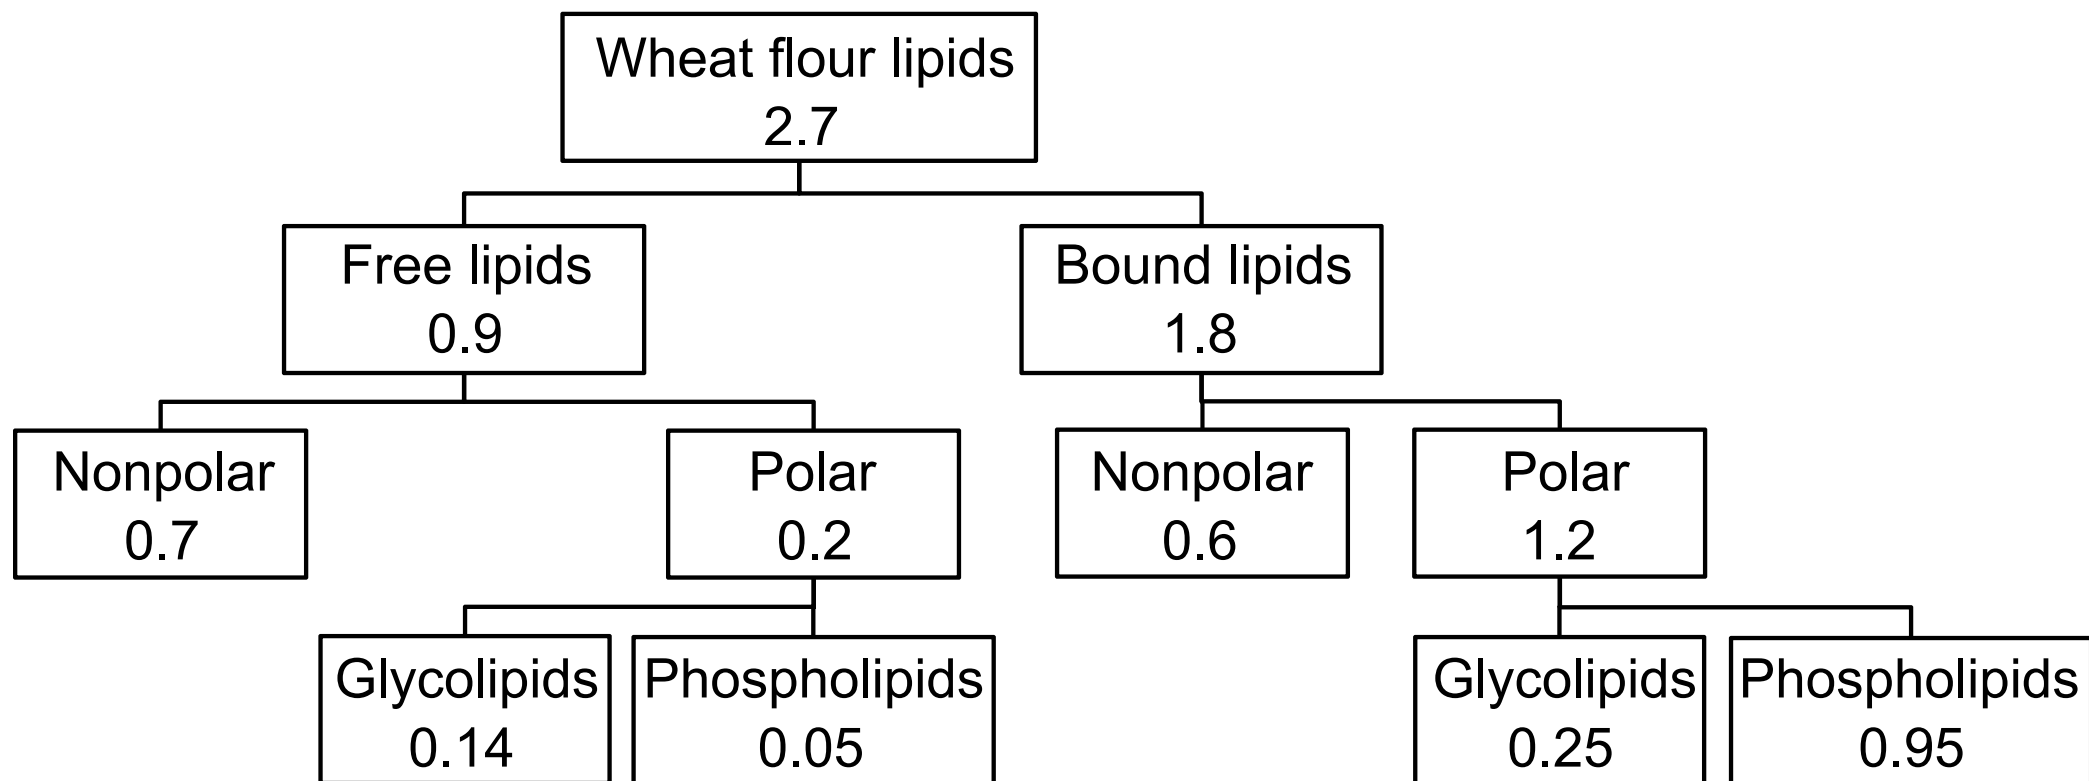 Wheat flour lipids
2.7
Free lipids
0.9
Bound lipids
1.8
Nonpolar
0.7
Polar
0.2
Nonpolar
0.6
Polar
1.2
Glycolipids
0.14
Phospholipids
0.05
Glycolipids
0.25
Phospholipids
0.95